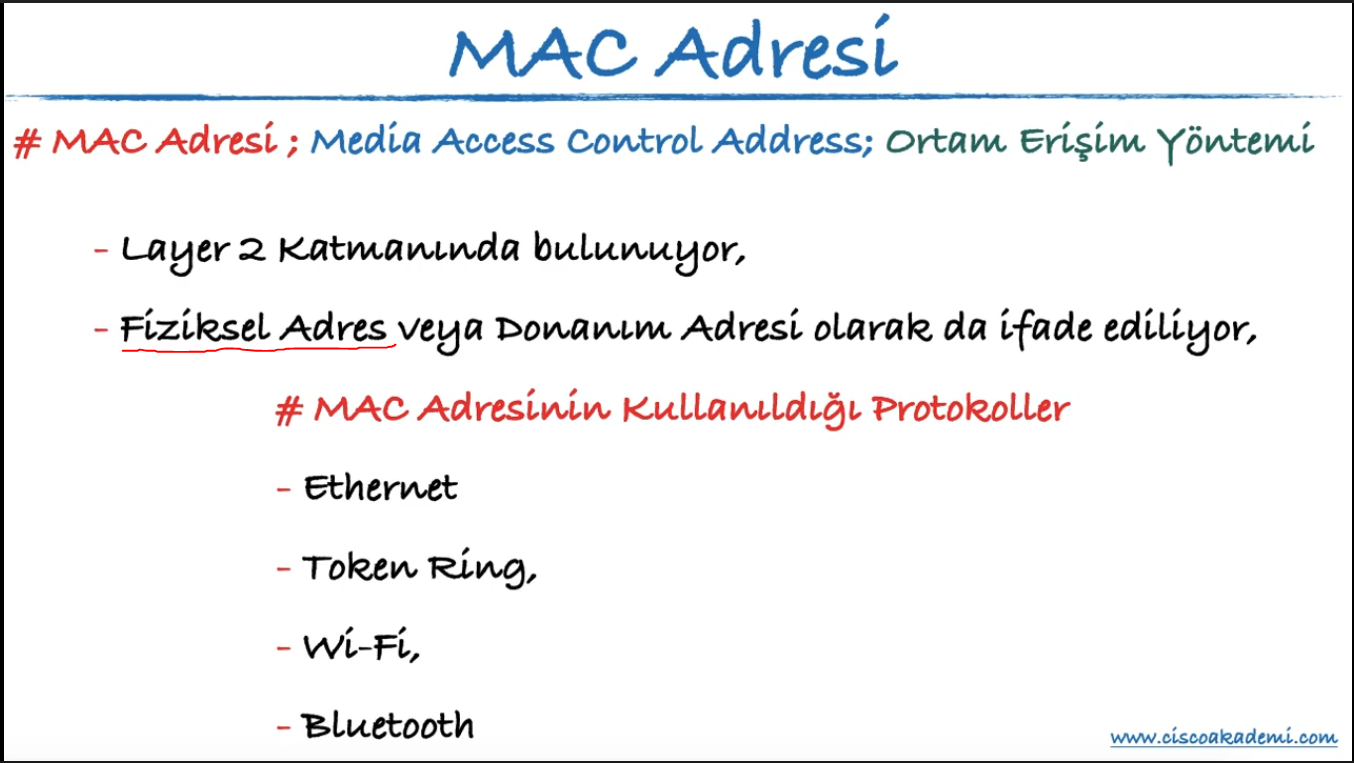 MAC Adresi
# MAC Adresi ; Media Access Control Address; Ortam Erişim Yöntemi
- Layer 2 Katmanında bulunuyor,
- Fiziksel Adres veya Donanım Adresi olarak da ifade ediliyor,
# MAC Adresinin Kullanıldığı Protokoller
- Ethernet
- Token Ring,
- Wi-Fi,
- Bluetooth
www.ciscoakademi.com